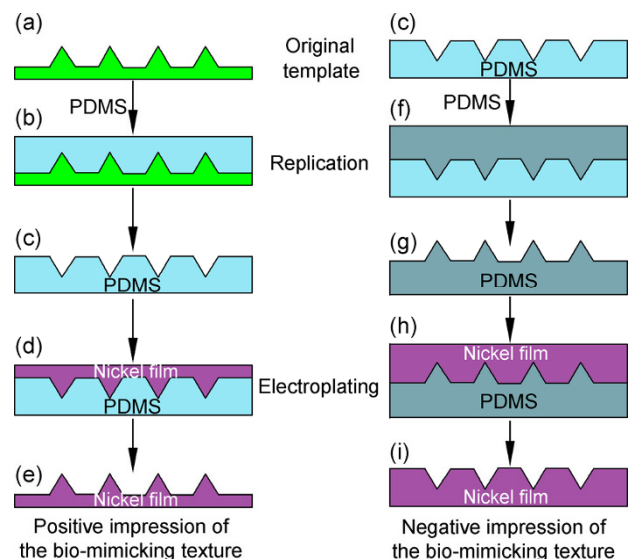 (a)
Original
template
(c)
PDMS
PDMS
PDMS
(b)
(f)
Replication
(c)
PDMS
(g)
PDMS
(d)
Nickel film
PDMS
Electroplating
(h)
Nickel film
PDMS
(e)
Nickel film
(i)
Nickel film
Positive impression of
the bio-mimicking texture
Negative impression of
the bio-mimicking texture